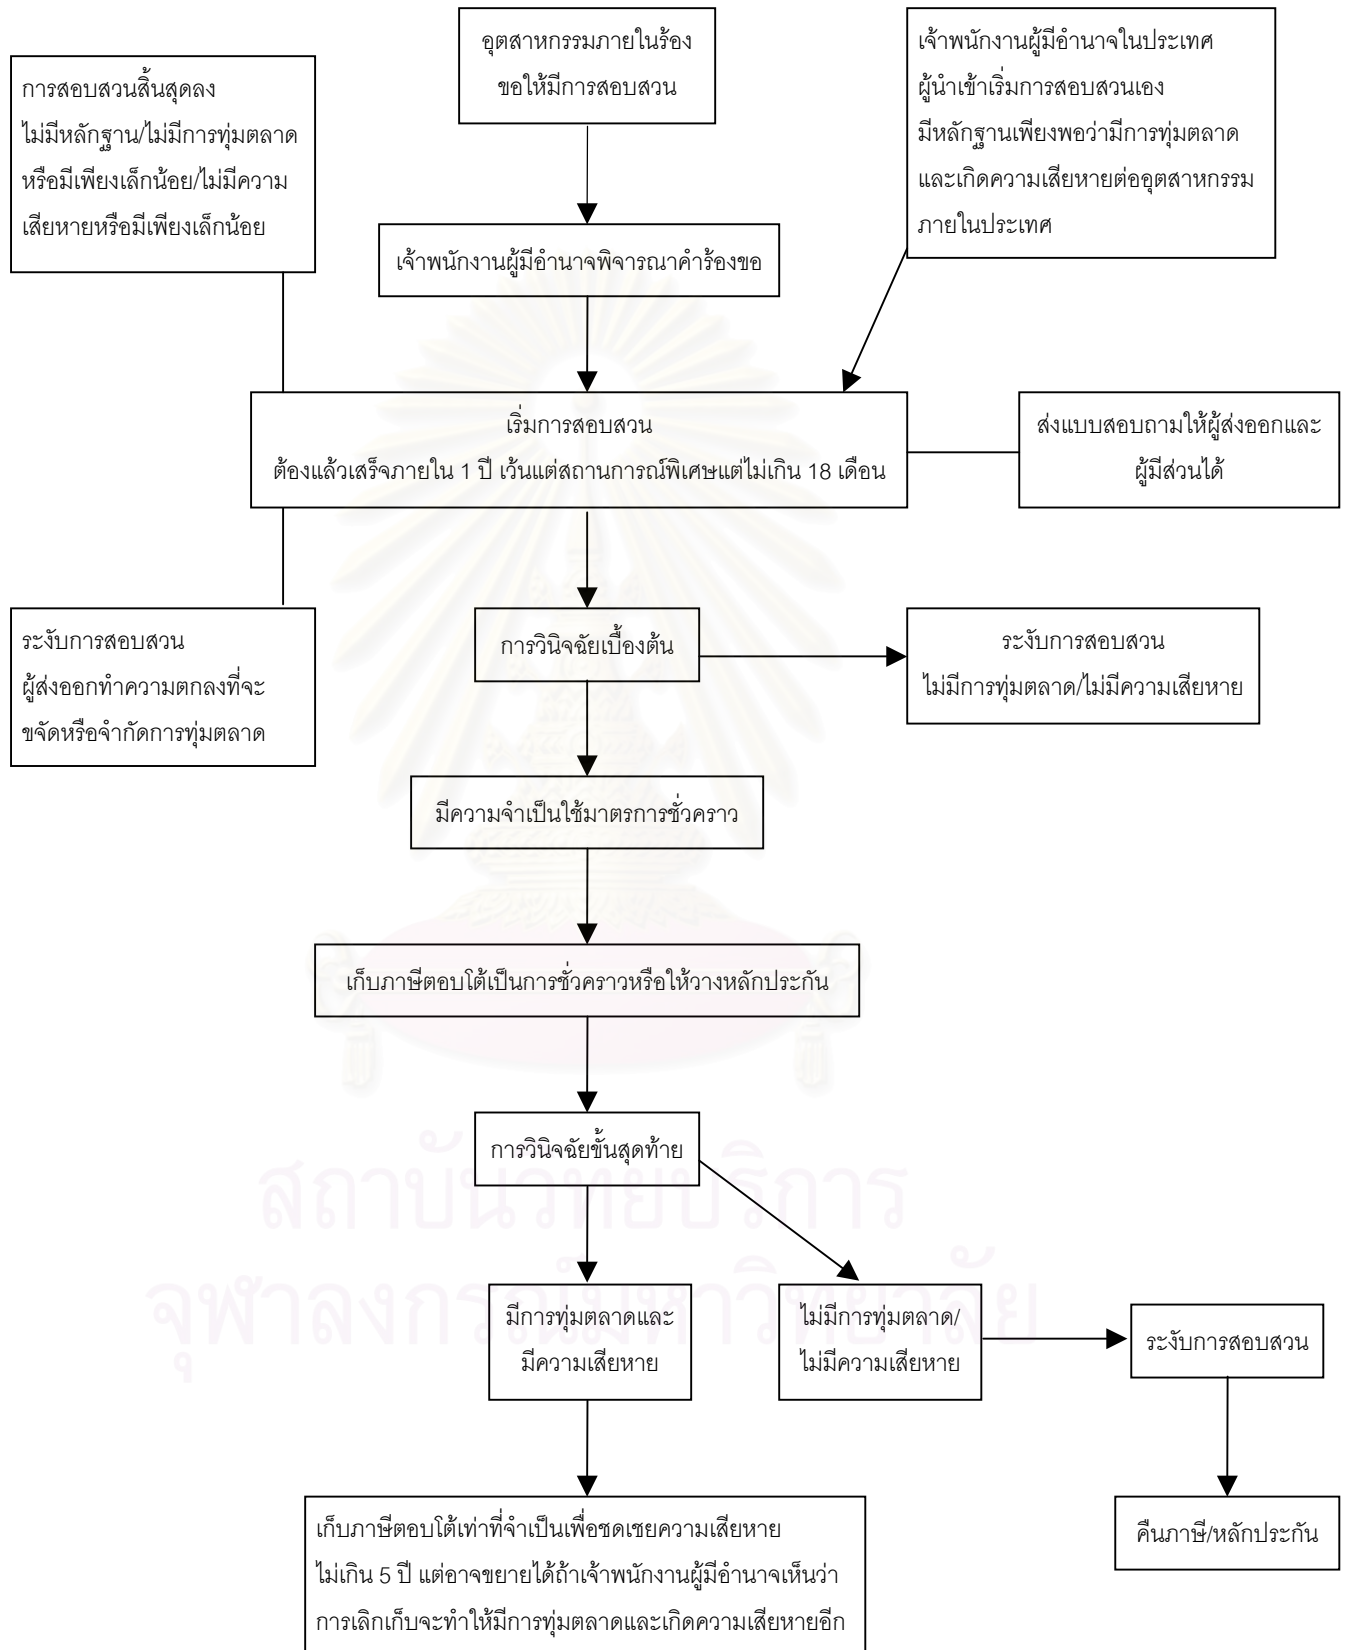 อุตสาหกรรมภายในร้อง
ขอให้มีการสอบสวน
เจ้าพนักงานผู้มีอำนาจในประเทศ
ผู้นำเข้าเริ่มการสอบสวนเอง
มีหลักฐานเพียงพอว่ามีการทุ่มตลาด
และเกิดความเสียหายต่ออุตสาหกรรม
ภายในประเทศ
การสอบสวนสิ้นสุดลง
ไม่มีหลักฐาน/ไม่มีการทุ่มตลาด
หรือมีเพียงเล็กน้อย/ไม่มีความ
เสียหายหรือมีเพียงเล็กน้อย
เจ้าพนักงานผู้มีอำนาจพิจารณาคำร้องขอ
เริ่มการสอบสวน
ต้องแล้วเสร็จภายใน 1 ปี เว้นแต่สถานการณ์พิเศษแต่ไม่เกิน 18 เดือน
ส่งแบบสอบถามให้ผู้ส่งออกและ
ผู้มีส่วนได้
ระงับการสอบสวน
ผู้ส่งออกทำความตกลงที่จะ
ขจัดหรือจำกัดการทุ่มตลาด
การวินิจฉัยเบื้องต้น
ระงับการสอบสวน
ไม่มีการทุ่มตลาด/ไม่มีความเสียหาย
มีความจำเป็นใช้มาตรการชั่วคราว
เก็บภาษีตอบโต้เป็นการชั่วคราวหรือให้วางหลักประกัน
การวินิจฉัยขั้นสุดท้าย
สถาบันวิทยบริการ
จุฬาลงกรณ์มหาวิทยาลัย
มีการทุ่มตลาดและ
มีความเสียหาย
ไม่มีการทุ่มตลาด/
ไม่มีความเสียหาย
ระงับการสอบสวน
เก็บภาษีตอบโต้เท่าที่จำเป็นเพื่อชดเชยความเสียหาย
ไม่เกิน 5 ปี แต่อาจขยายได้ถ้าเจ้าพนักงานผู้มีอำนาจเห็นว่า
การเลิกเก็บจะทำให้มีการทุ่มตลาดและเกิดความเสียหายอีก
คืนภาษี/หลักประกัน